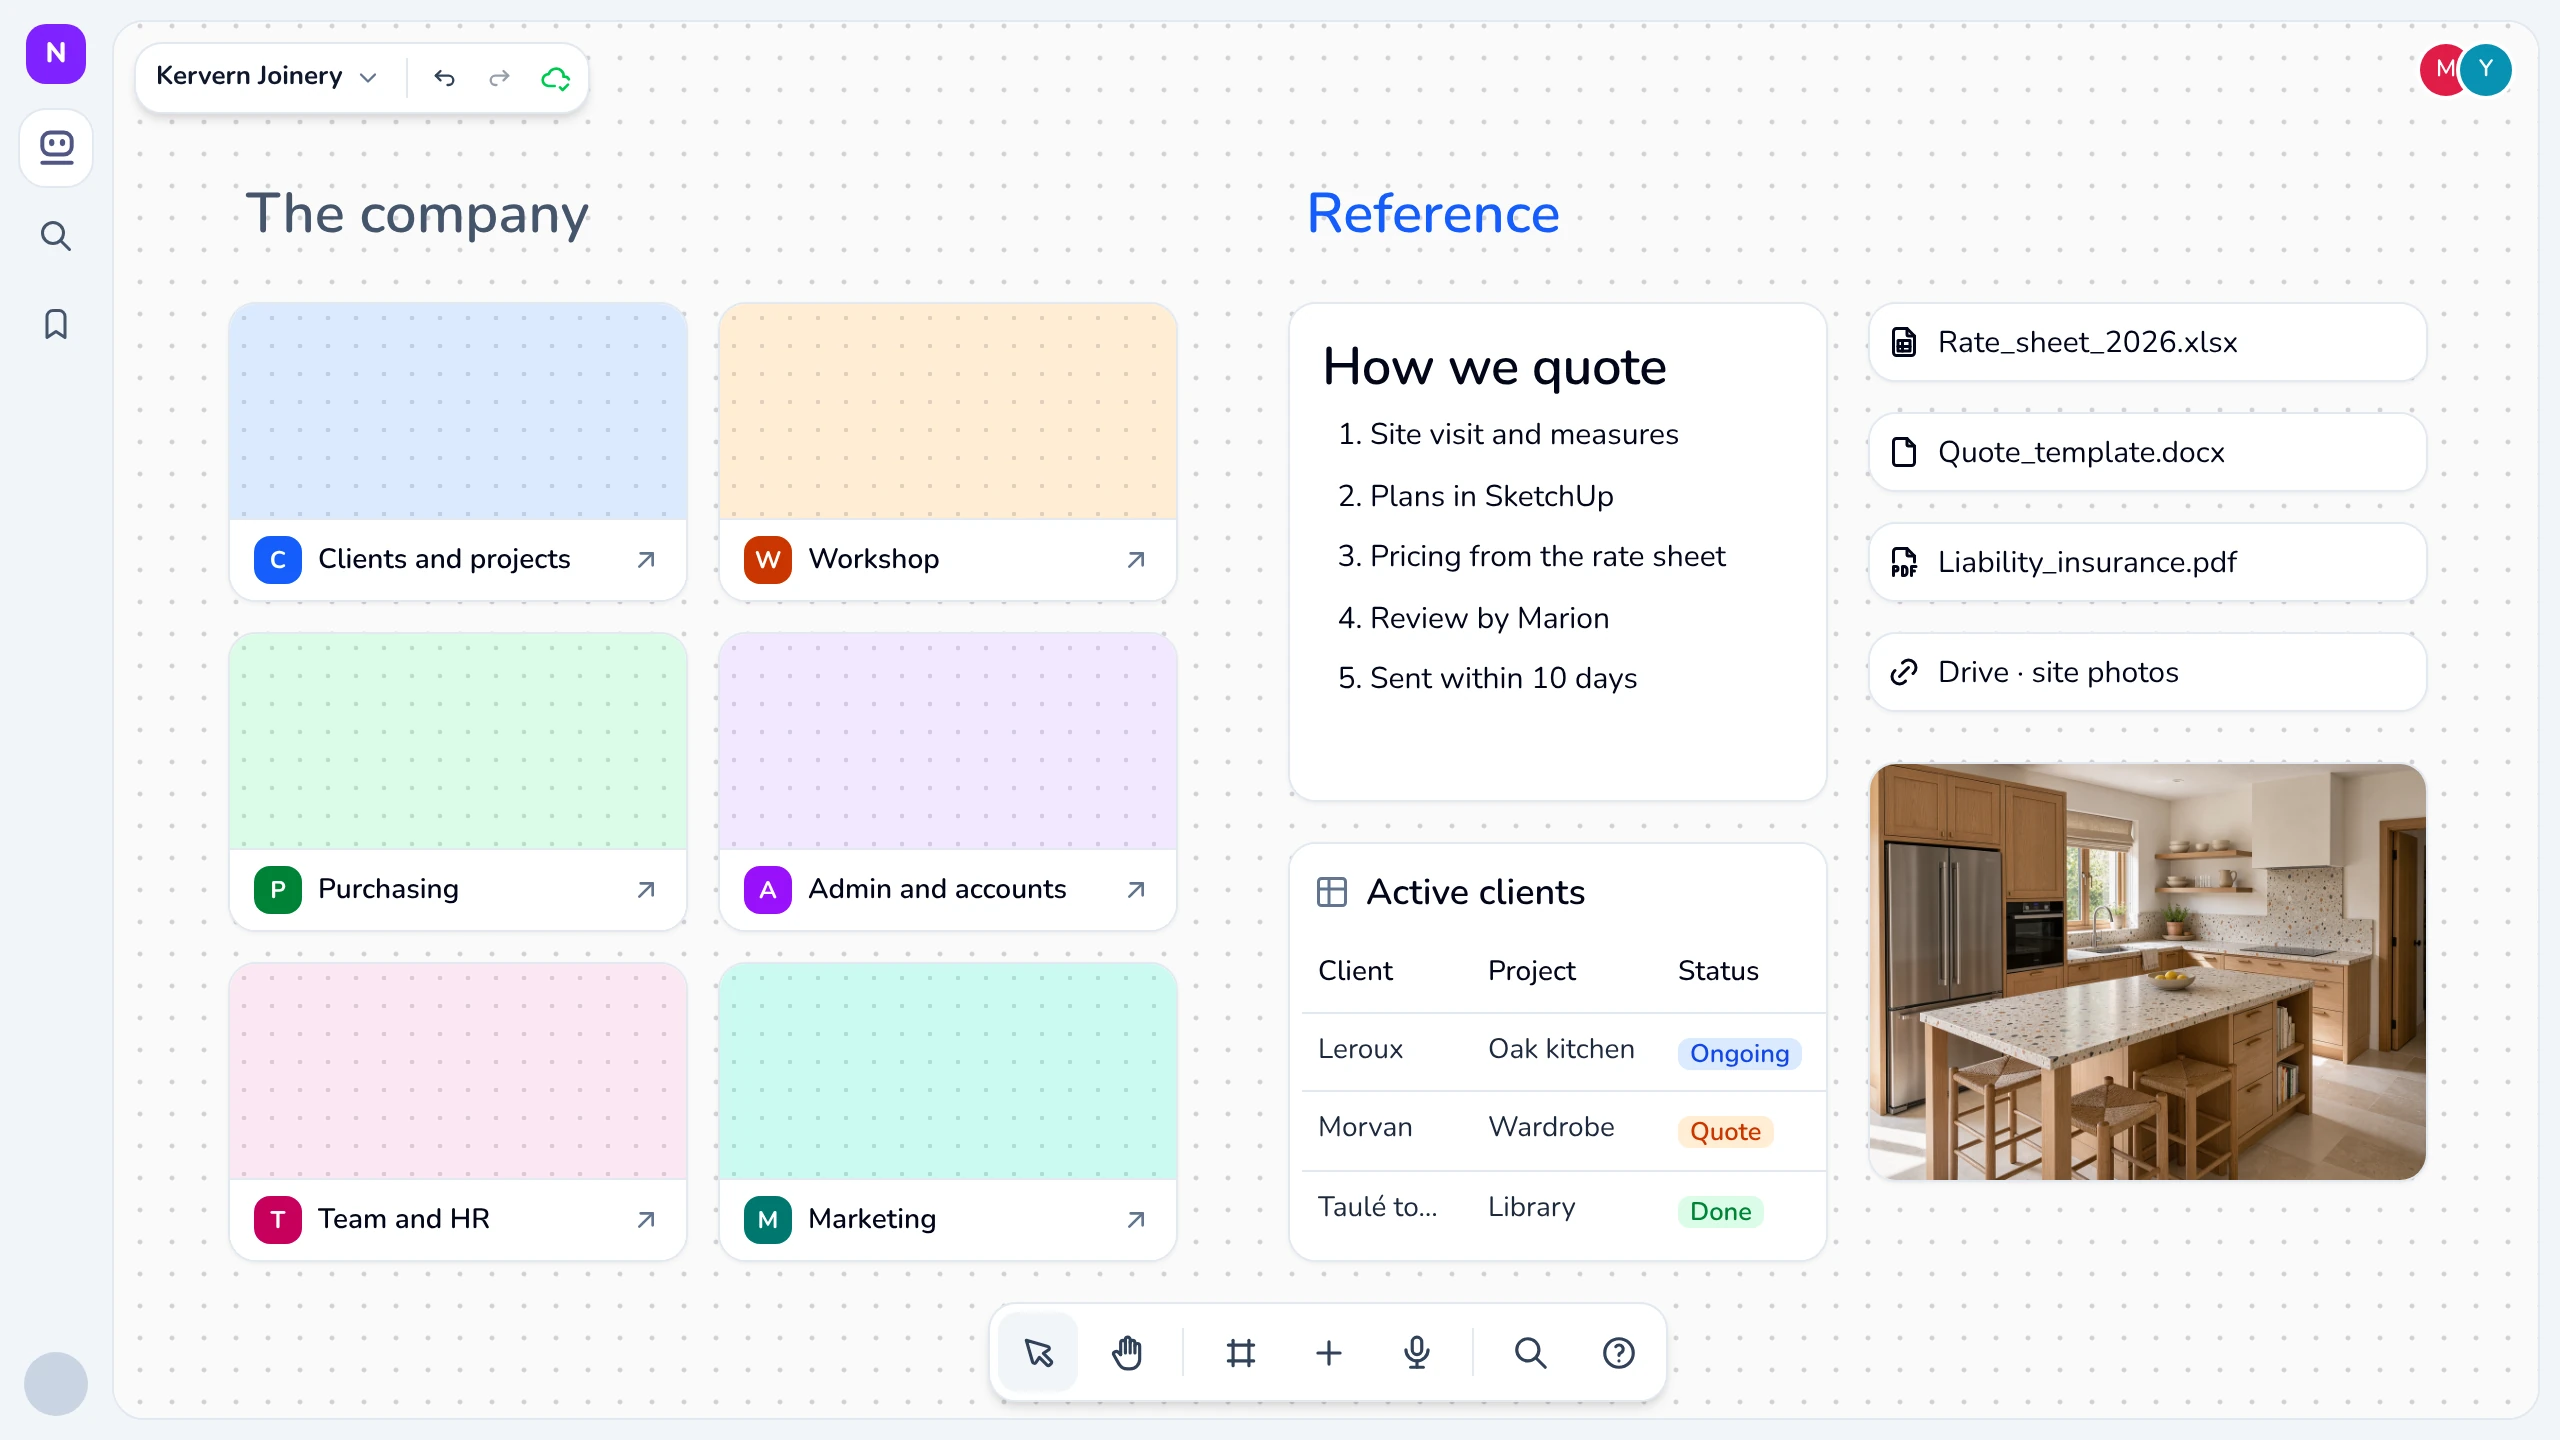 N
Kervern Joinery
M
Y
The company
C Clients and projects
W Workshop
P Purchasing
A Admin and accounts
T Team and HR
M Marketing
Reference
How we quote
1. Site visit and measures
2. Plans in SketchUp
3. Pricing from the rate sheet
4. Review by Marion
5. Sent within 10 days
Active clients
Client Project Status
Leroux Oak kitchen Ongoing
Morvan Wardrobe Quote
Taulé to... Library Done
Rate_sheet_2026.xlsx
Quote_template.docx
PDF Liability_insurance.pdf
Drive · site photos